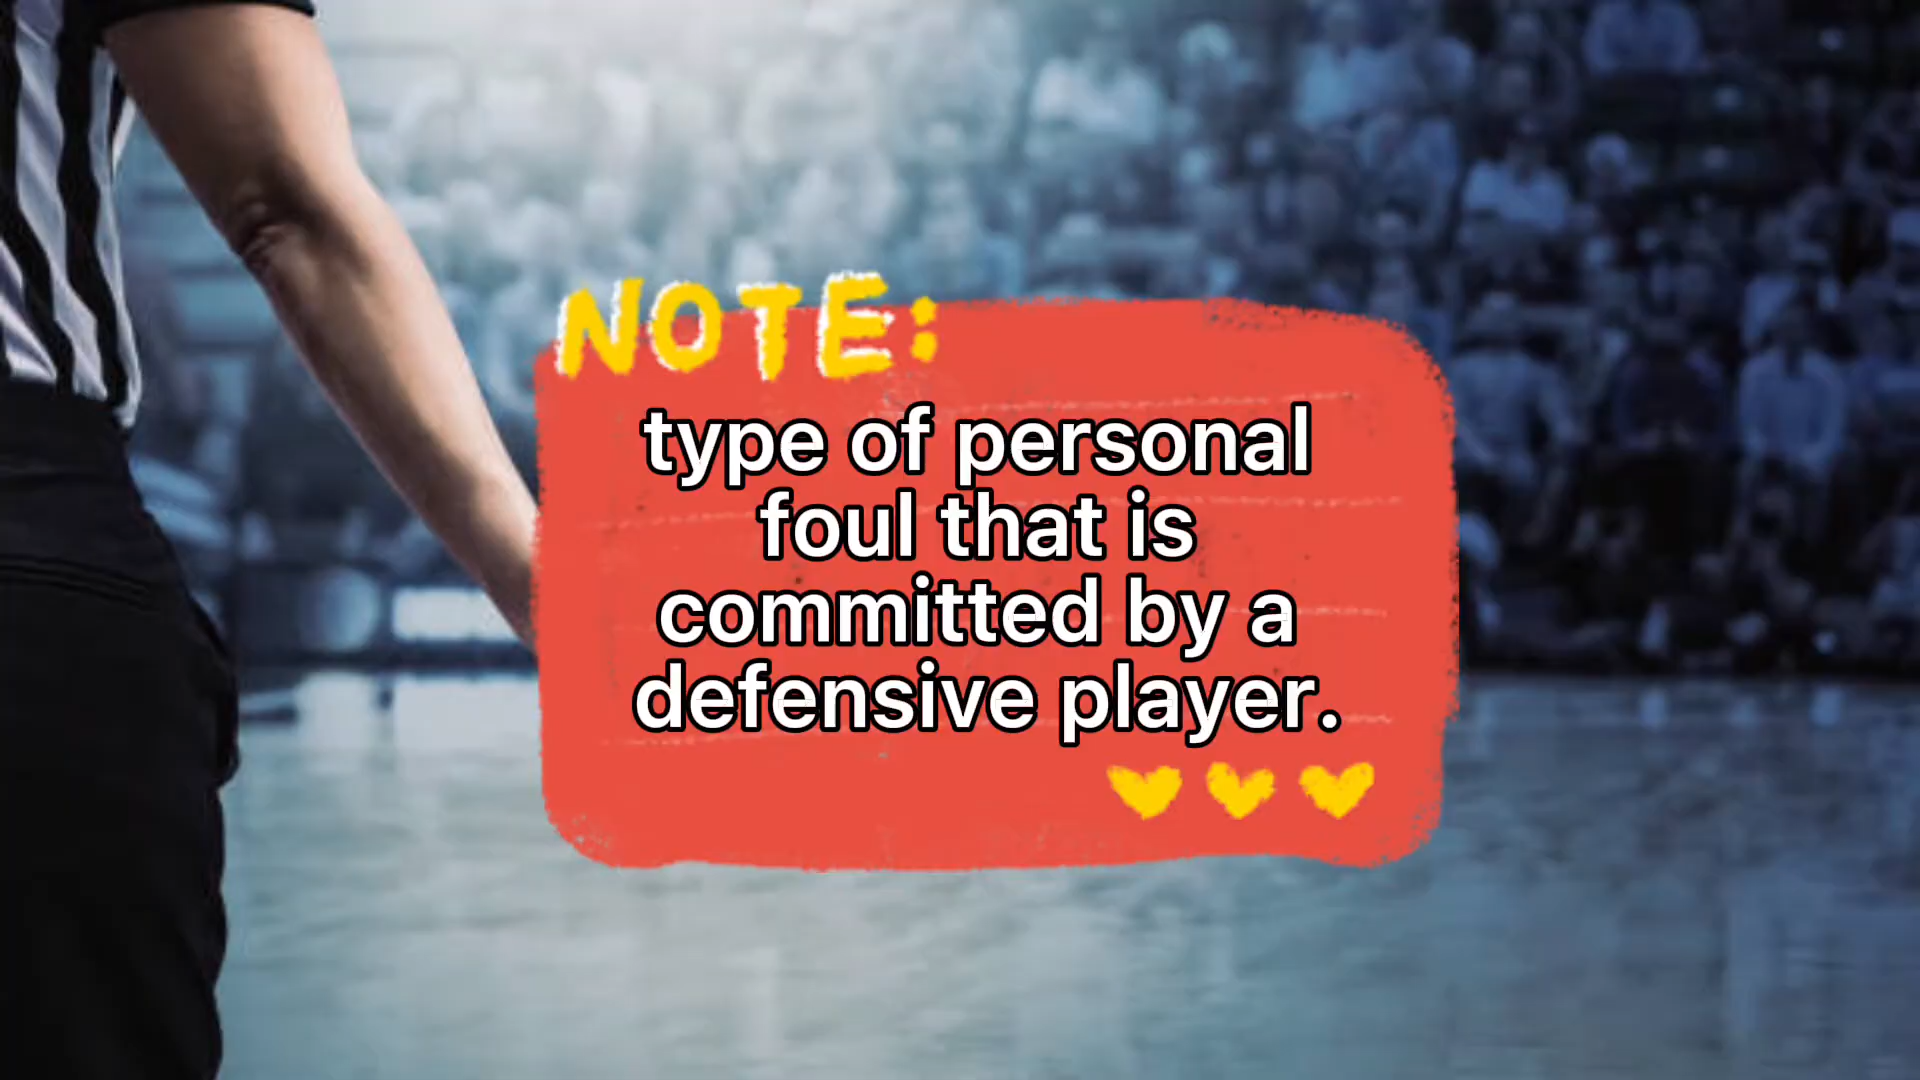 NOTE:
type of personal
foul that is
committed by a
defensive player.